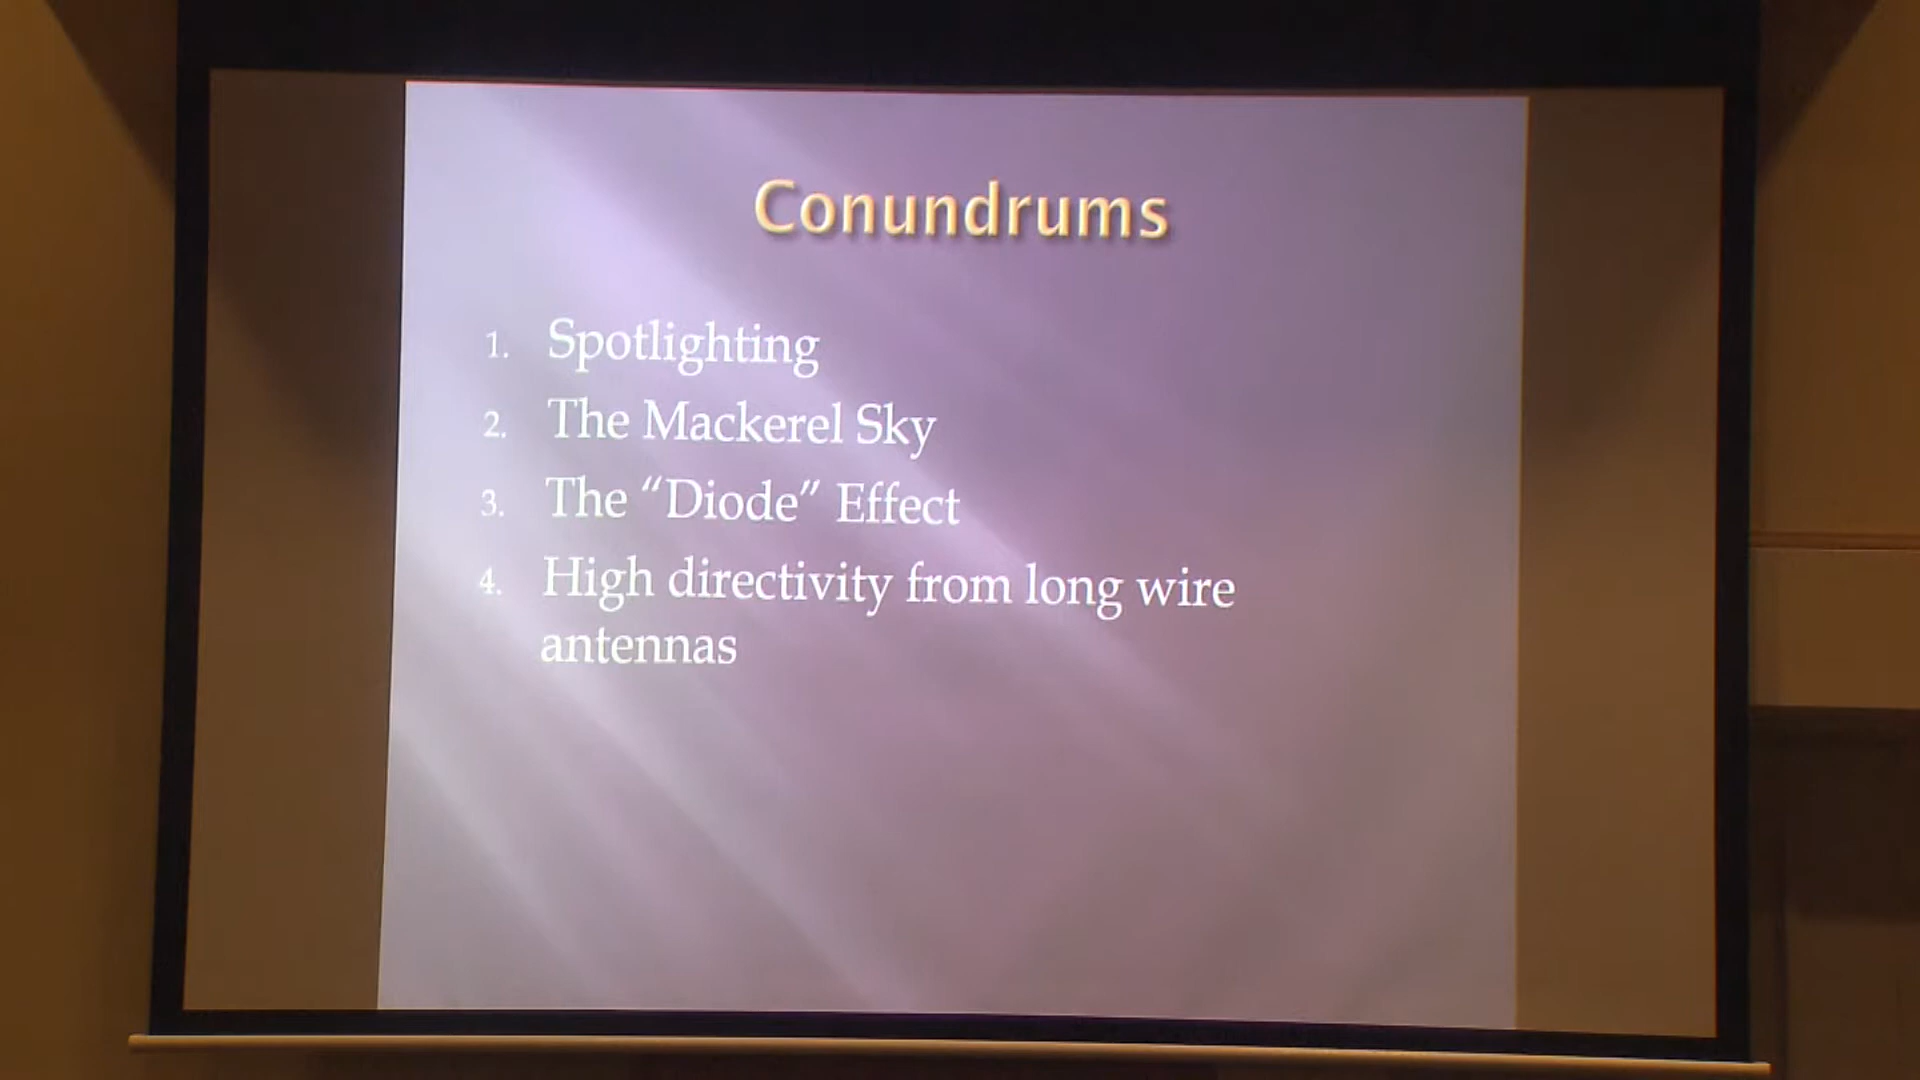 Conundrums
1. Spotlighting
2. The Mackerel Sky
3. The “Diode” Effect
4. High directivity from long wire
antennas